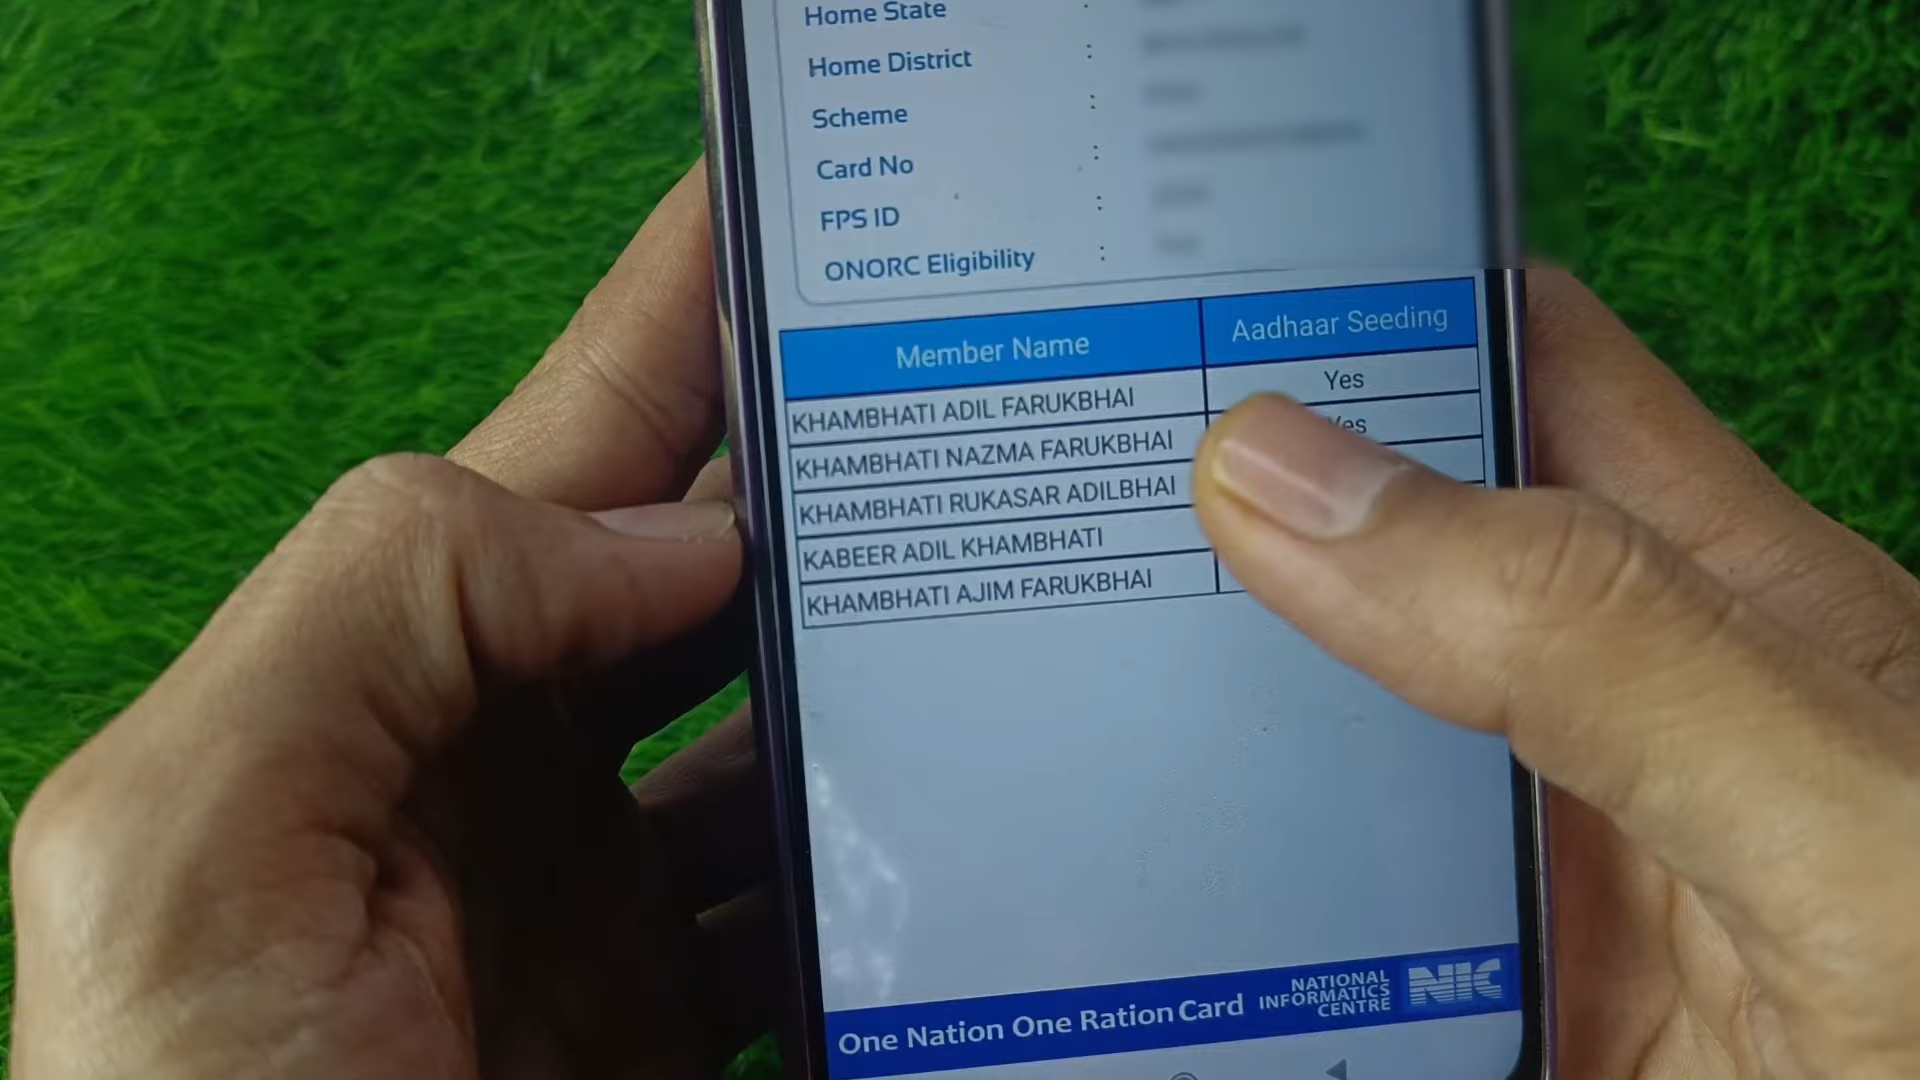 Home State :
Home District :
Scheme :
Card No :
FPS ID :
ONORC Eligibility :
Member Name Aadhaar Seeding
KHAMBHATI ADIL FARUKBHAI Yes
KHAMBHATI NAZMA FARUKBHAI Yes
KHAMBHATI RUKASAR ADILBHAI
KABEER ADIL KHAMBHATI
KHAMBHATI AJIM FARUKBHAI
One Nation One Ration Card
NATIONAL
INFORMATICS
CENTRE
NIC